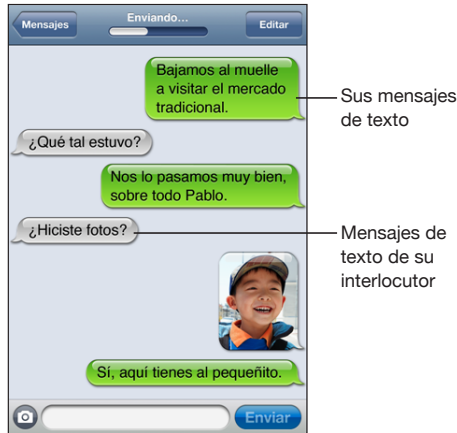 Mensajes
Enviando...
Editar
Bajamos al muelle
a visitar el mercado
tradicional.
Sus mensajes
de texto
¿Qué tal estuvo?
Nos lo pasamos muy bien,
sobre todo Pablo.
¿Hiciste fotos?
Mensajes de
texto de su
interlocutor
Sí, aquí tienes al pequeñito.
Enviar